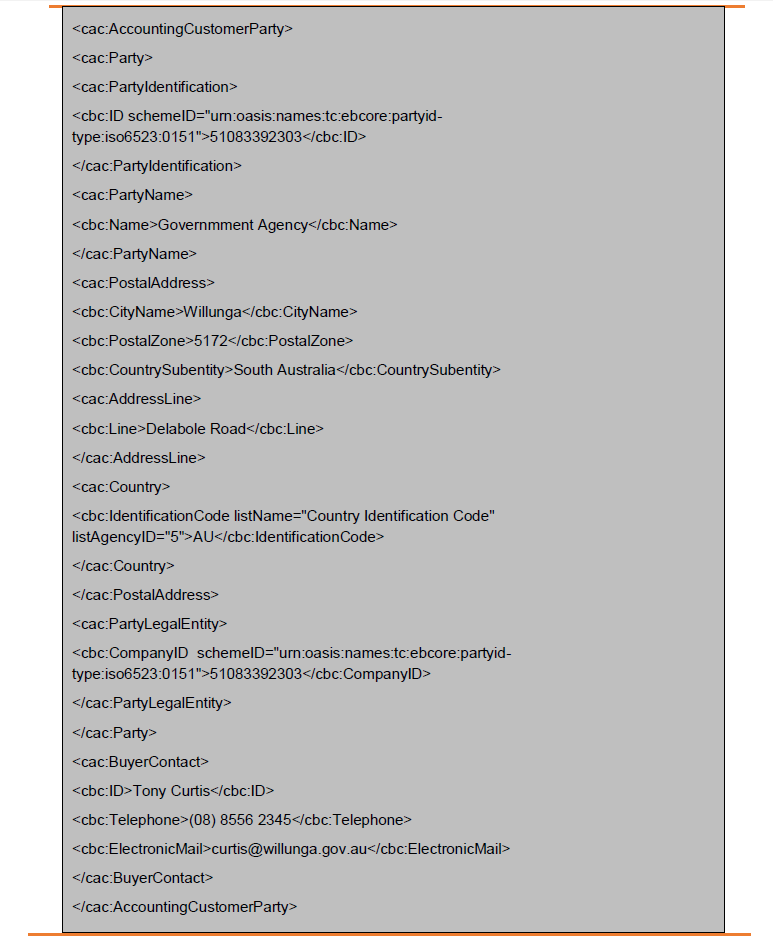 <cac:AccountingCustomerParty>
<cac:Party>
<cac:PartyIdentification>
<cbc:ID schemeID="urn:oasis:names:tc:ebcore:partyid-
type:iso6523:0151">51083392303</cbc:ID>
</cac:PartyIdentification>
<cac:PartyName>
<cbc:Name>Governmment Agency</cbc:Name>
</cac:PartyName>
<cac:PostalAddress>
<cbc:CityName>Willunga</cbc:CityName>
<cbc:PostalZone>5172</cbc:PostalZone>
<cbc:CountrySubentity>South Australia</cbc:CountrySubentity>
<cac:AddressLine>
<cbc:Line>Delabole Road</cbc:Line>
</cac:AddressLine>
<cac:Country>
<cbc:IdentificationCode listName="Country Identification Code"
listAgencyID="5">AU</cbc:IdentificationCode>
</cac:Country>
</cac:PostalAddress>
<cac:PartyLegalEntity>
<cbc:CompanyID  schemeID="urn:oasis:names:tc:ebcore:partyid-
type:iso6523:0151">51083392303</cbc:CompanyID>
</cac:PartyLegalEntity>
</cac:Party>
<cac:BuyerContact>
<cbc:ID>Tony Curtis</cbc:ID>
<cbc:Telephone>(08) 8556 2345</cbc:Telephone>
<cbc:ElectronicMail>curtis@willunga.gov.au</cbc:ElectronicMail>
</cac:BuyerContact>
</cac:AccountingCustomerParty>